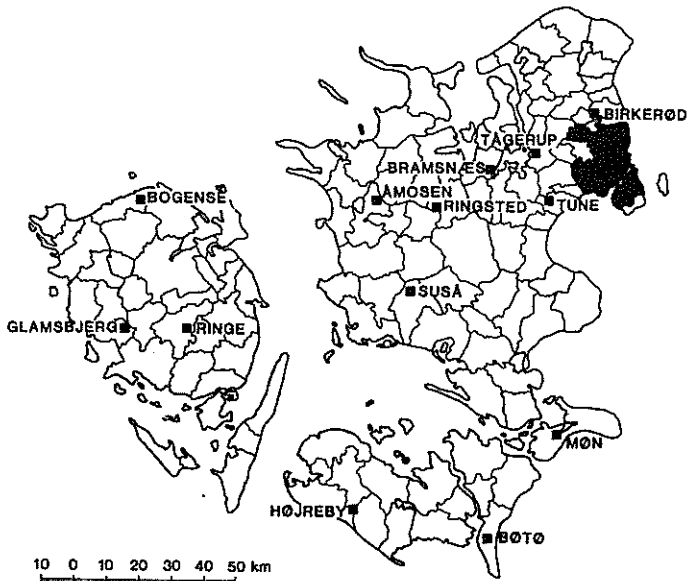 BIRKERØD
TÅGERUP
BRAMSNÆS
ÅMOSEN
BOGENSE
RINGSTED
TUNE
SUSÅ
GLAMSBJERG
RINGE
MØN
HØJREBY
BØTØ
10 0 10 20 30 40 50 km